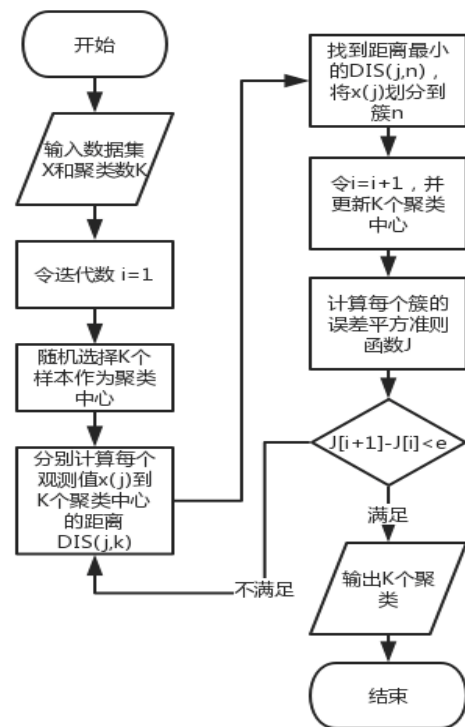 开始
输入数据集
X和聚类数K
令迭代数 i=1
随机选择K个
样本作为聚类
中心
分别计算每个
观测值x(j)到
K个聚类中心
的距离
DIS(j,k)
找到距离最小
的DIS(j,n)，
将x(j)划分到
簇n
令i=i+1，并
更新K个聚类
中心
计算每个簇的
误差平方准则
函数J
J[i+1]-J[i]<e
不满足
满足
输出K个聚
类
结束